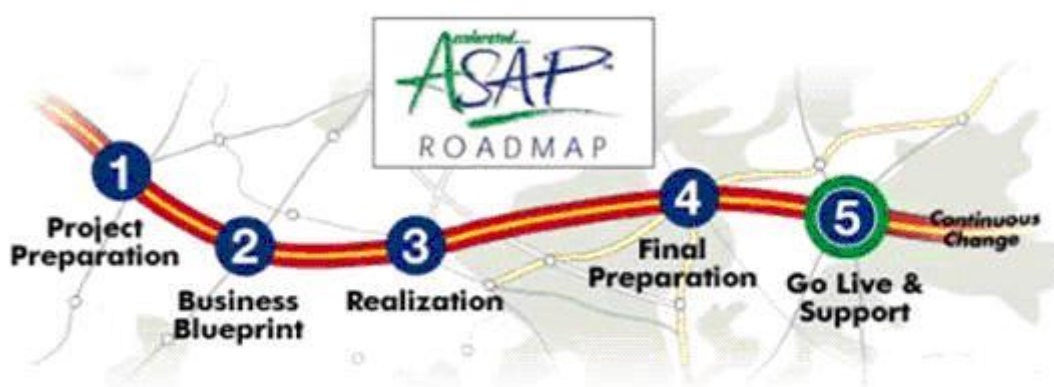 Accelerated...
ASAP™
ROADMAP
1
Project
Preparation
2
Business
Blueprint
3
Realization
4
Final
Preparation
5
Go Live &
Support
Continuous
Change